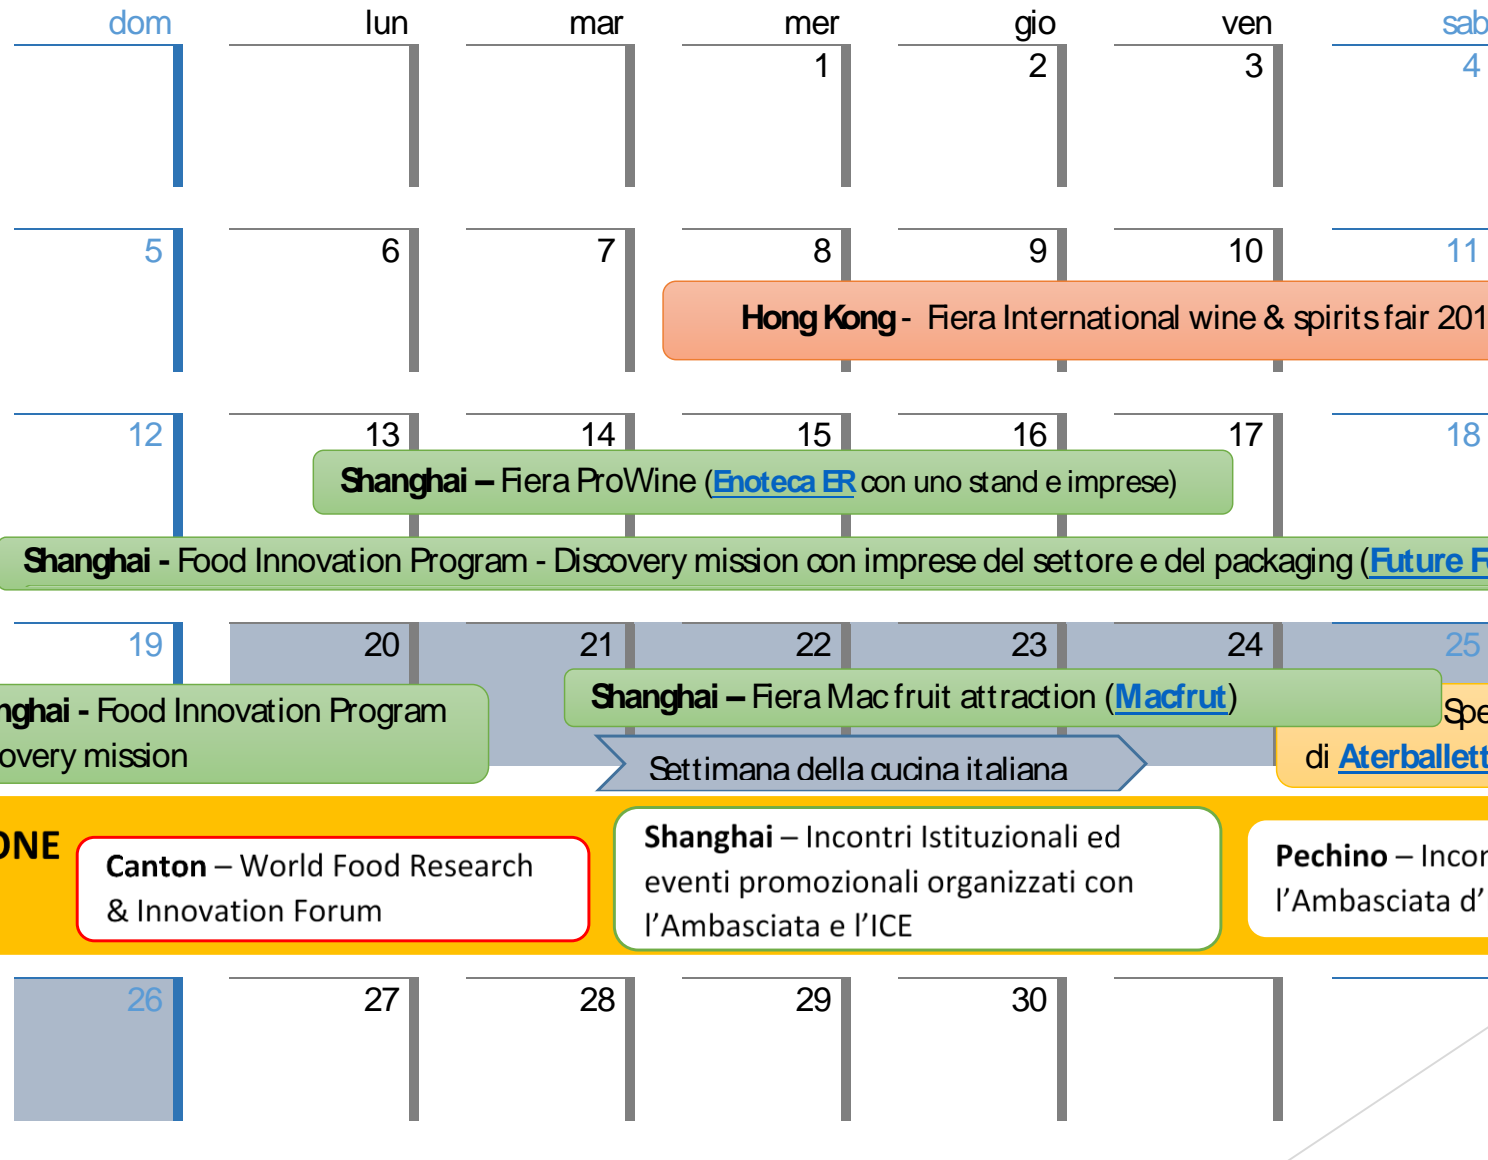 dom lun mar mer gio ven sab
1 2 3 4
5 6 7 8 9 10 11
Hong Kong - Fiera International wine & spirits fair 201
12 13 14 15 16 17 18
Shanghai – Fiera ProWine (Enoteca ER con uno stand e imprese)
Shanghai - Food Innovation Program - Discovery mission con imprese del settore e del packaging (Future F
19 20 21 22 23 24 25
nghai - Food Innovation Program
overy mission
Shanghai – Fiera Mac fruit attraction (Macfrut)
Settimana della cucina italiana
Spe
di Aterballett
ONE
Canton – World Food Research
& Innovation Forum
Shanghai – Incontri Istituzionali ed
eventi promozionali organizzati con
l’Ambasciata e l’ICE
Pechino – Incon
l’Ambasciata d’
26 27 28 29 30